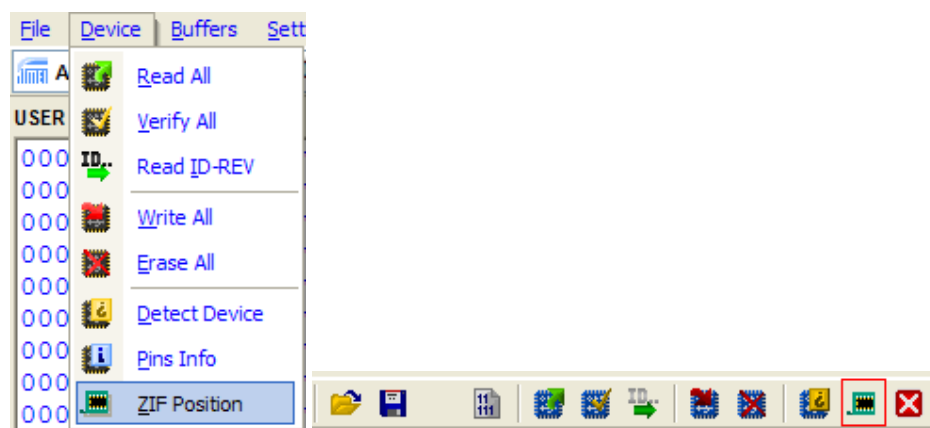 File Device Buffers Sett
A
Read All
USER
Verify All
000
ID..
Read ID-REV
000
000
Write All
000
Erase All
000
000
Detect Device
000
Pins Info
000
000
ZIF Position
11
111
ID..